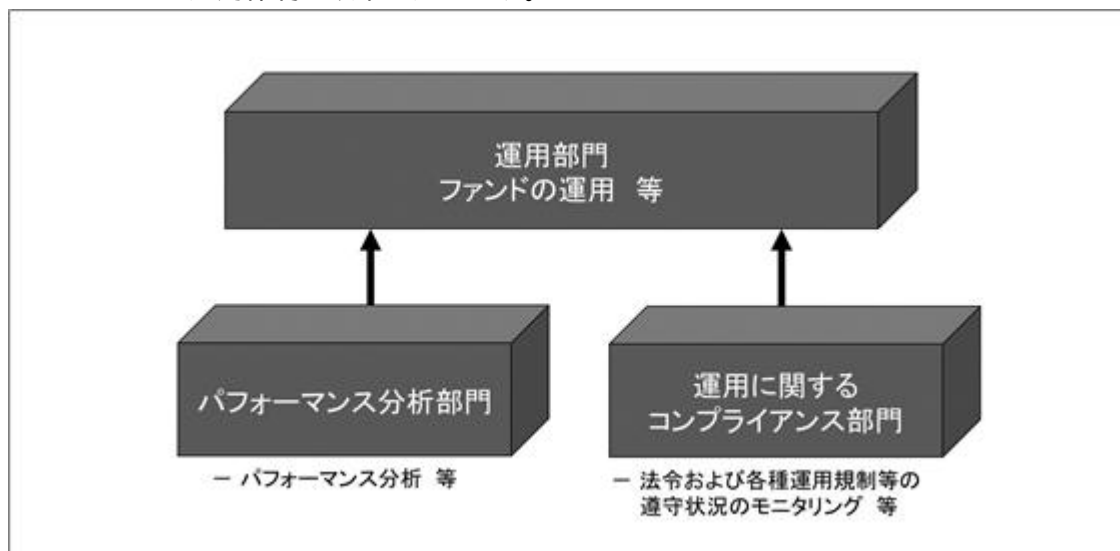 運用部門
ファンドの運用 等
パフォーマンス分析部門
－ パフォーマンス分析 等
運用に関する
コンプライアンス部門
－ 法令および各種運用規制等の
遵守状況のモニタリング 等